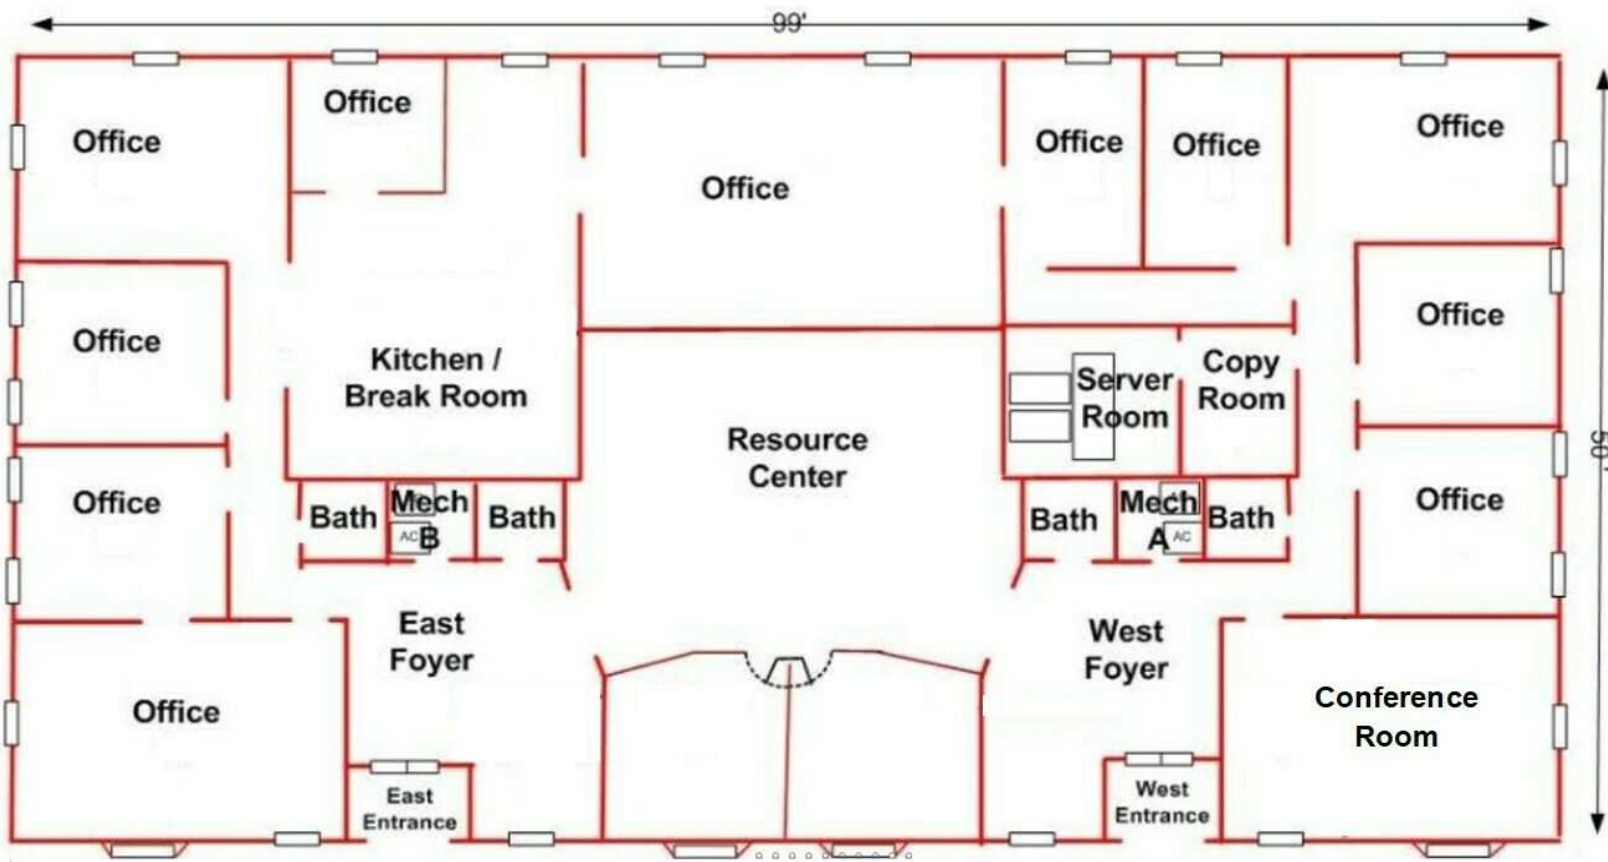 99'
Office
Office
Office
Office
Office
Office
Office
Kitchen /
Break Room
Office
Resource
Center
Server
Room
Copy
Room
Office
Office
Office
Bath
Mech
B
AC
Bath
Bath
Mech
A
AC
Bath
50'
East
Foyer
West
Foyer
Office
Conference
Room
East
Entrance
West
Entrance